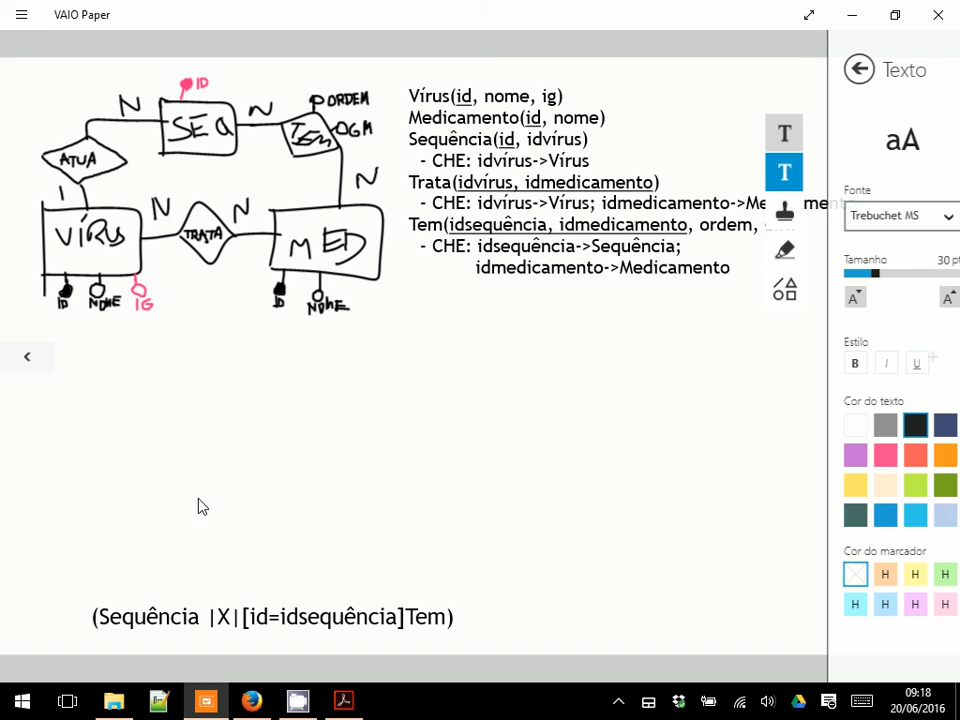 VAIO Paper
Texto
aA
Fonte
Trebuchet MS
Tamanho
30 pt
A A
Estilo
B I U
Cor do texto
Cor do marcador
H H H
H H H H
T
T
ID
N SEQ N TEM ORDEM
DGM
ATUA
N
1 N N
VÍRUS TRATA MED
ID NOME IG ID NOME
Vírus(id, nome, ig)
Medicamento(id, nome)
Sequência(id, idvírus)
- CHE: idvírus->Vírus
Trata(idvírus, idmedicamento)
- CHE: idvírus->Vírus; idmedicamento->Medicamento
Tem(idsequência, idmedicamento, ordem,
- CHE: idsequência->Sequência;
idmedicamento->Medicamento
(Sequência |X|[id=idsequência]Tem)
09:18
20/06/2016